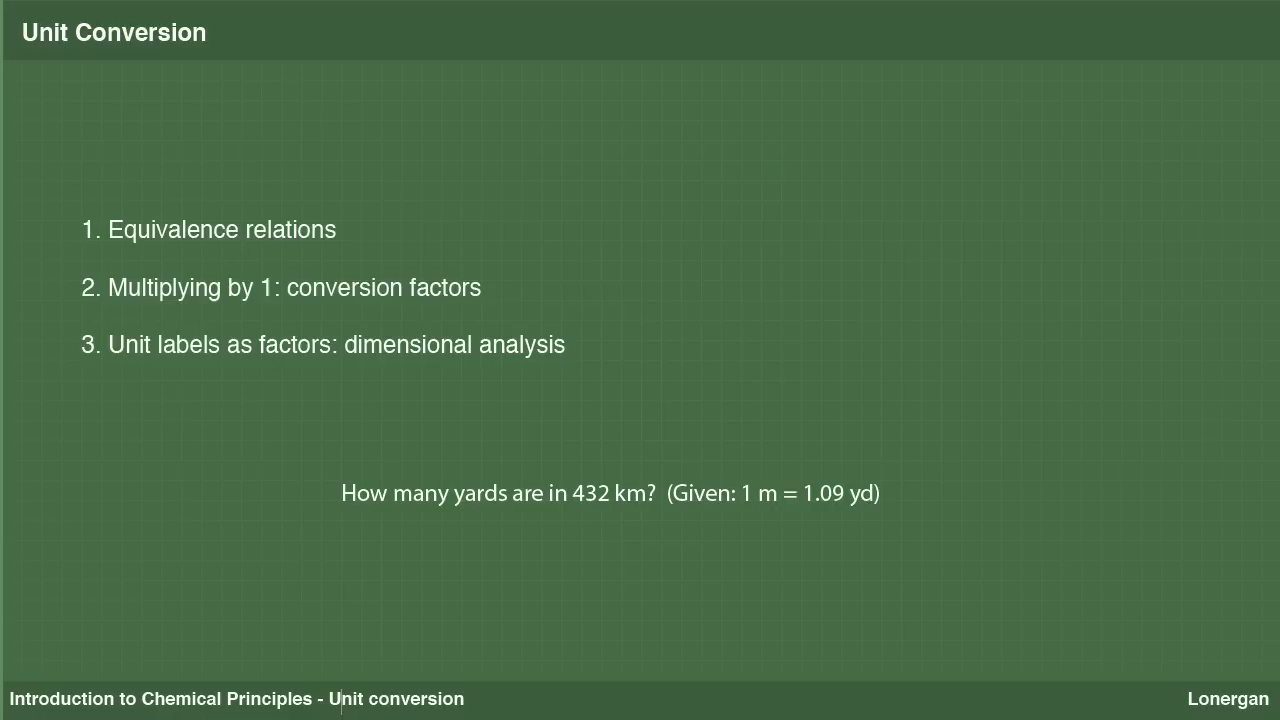 Unit Conversion
1. Equivalence relations
2. Multiplying by 1: conversion factors
3. Unit labels as factors: dimensional analysis
How many yards are in 432 km? (Given: 1 m = 1.09 yd)
Introduction to Chemical Principles - Unit conversion
Lonergan